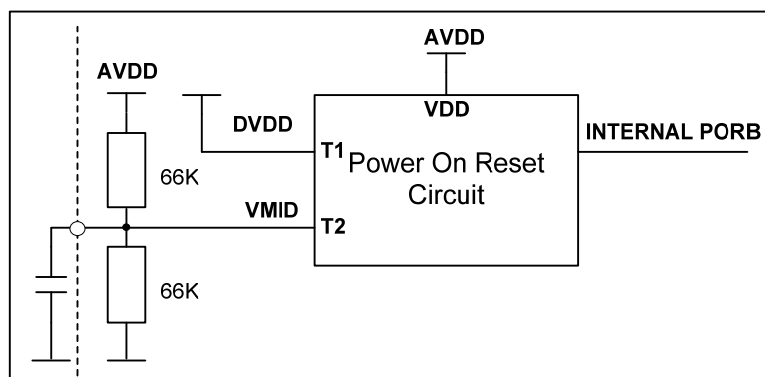 AVDD
AVDD
VDD
DVDD
INTERNAL PORB
T1
Power On Reset
Circuit
66K
VMID
T2
66K